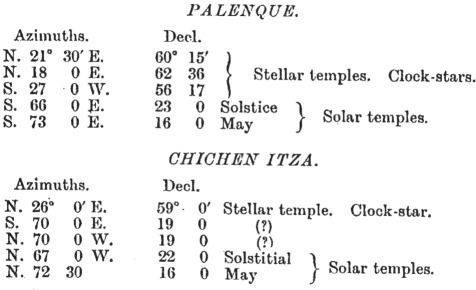 PALENQUE.
Azimuths. Decl.
N. 21° 30′ E. 60° 15′
N. 18 0 E. 62 36 } Stellar temples. Clock-stars.
S. 27 0 W. 56 17
S. 66 0 E. 23 0 Solstice } Solar temples.
S. 73 0 E. 16 0 May
CHICHEN ITZA.
Azimuths. Decl.
N. 26° 0′ E. 59° 0′ Stellar temple. Clock-star.
S. 70 0 E. 19 0 (?)
N. 70 0 W. 19 0 (?)
N. 67 0 W. 22 0 Solstitial } Solar temples.
N. 72 30 16 0 May